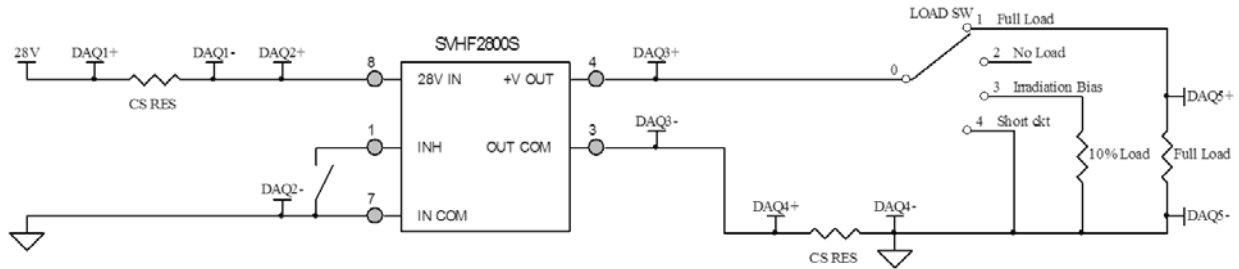 LOAD SW
1 Full Load
28V
DAQ1+
DAQ1-
DAQ2+
SVHF2800S
DAQ3+
2 No Load
8
28V IN
+V OUT
4
0
CS RES
3 Irradiation Bias
DAQ5+
1
INH
OUT COM
3
DAQ3-
4 Short ckt
10% Load
Full Load
DAQ2-
7
IN COM
DAQ4+
DAQ4-
DAQ5-
CS RES